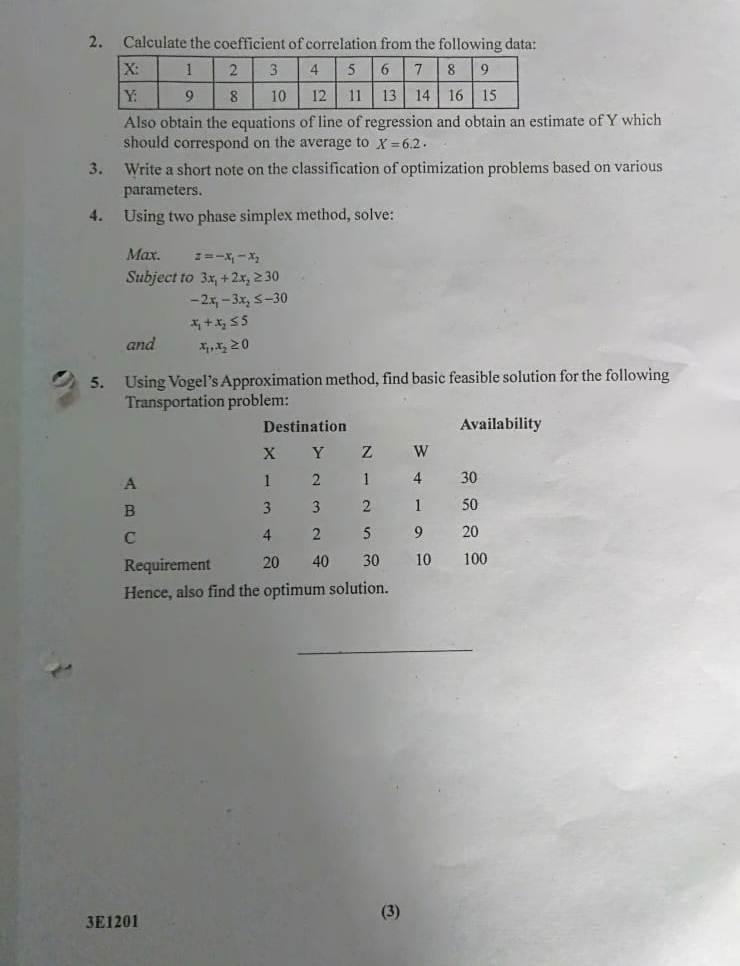 2. Calculate the coefficient of correlation from the following data:
X: 1 2 3 4 5 6 7 8 9
Y: 9 8 10 12 11 13 14 16 15
Also obtain the equations of line of regression and obtain an estimate of Y which
should correspond on the average to X = 6.2.
3. Write a short note on the classification of optimization problems based on various
parameters.
4. Using two phase simplex method, solve:
Max. z = -x₁ - x₂
Subject to 3x₁ + 2x₂ ≥ 30
-2x₁ - 3x₂ ≤ -30
x₁ + x₂ ≤ 5
and x₁, x₂ ≥ 0
5. Using Vogel's Approximation method, find basic feasible solution for the following
Transportation problem:
Destination Availability
X Y Z W
A 1 2 1 4 30
B 3 3 2 1 50
C 4 2 5 9 20
Requirement 20 40 30 10 100
Hence, also find the optimum solution.
3E1201 (3)